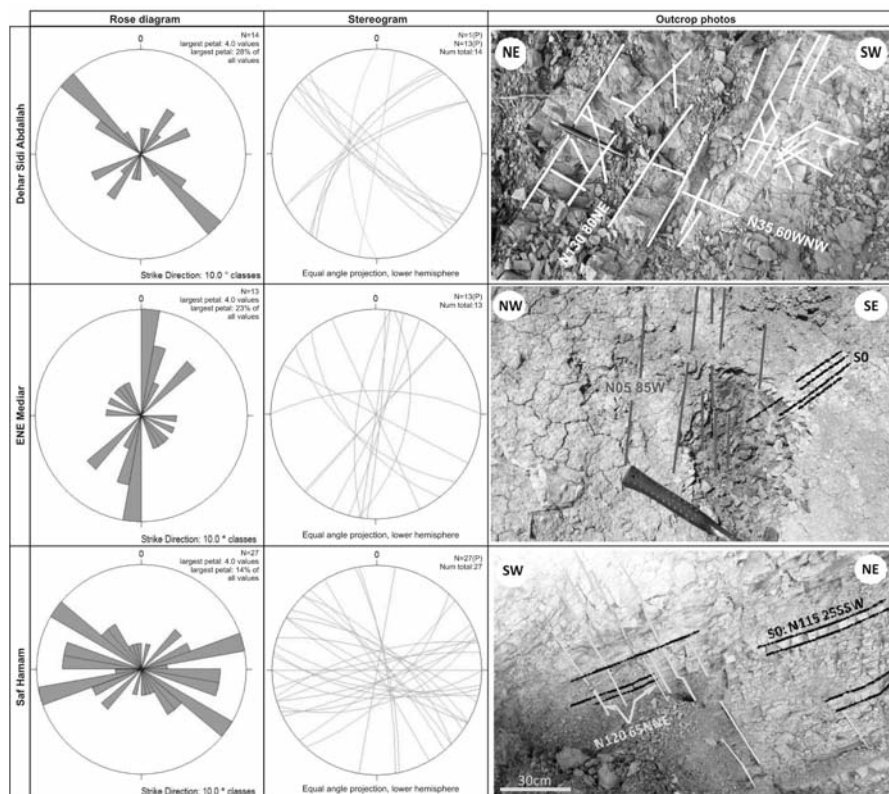 Rose diagram
Stereogram
Outcrop photos
Dehar Sidi Abdallah
0
N=14
largest petal: 4.0 values
largest petal: 28% of
all values
Strike Direction: 10.0 ° classes
0
N=1(P)
N=13(P)
Num total:14
Equal angle projection, lower hemisphere
NE
SW
N130 80NE
N35 60WNW
ENE Mediar
0
N=13
largest petal: 4.0 values
largest petal: 23% of
all values
Strike Direction: 10.0 ° classes
0
N=13(P)
Num total:13
Equal angle projection, lower hemisphere
NW
SE
S0
N05 85W
Saf Hamam
0
N=27
largest petal: 4.0 values
largest petal: 14% of
all values
Strike Direction: 10.0 ° classes
0
N=27(P)
Num total:27
Equal angle projection, lower hemisphere
SW
NE
S0: N115 25SSW
N120 65NNE
30cm